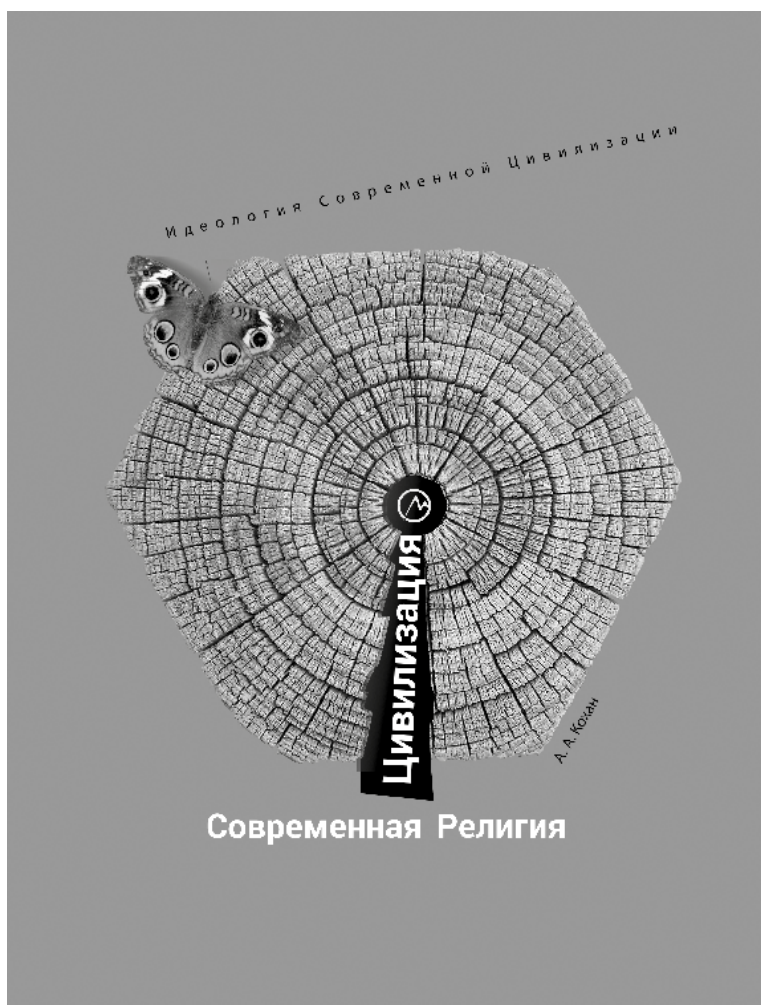 Идеология Современной Цивилизации
Цивилизация
А. А. Кохан
Современная Религия